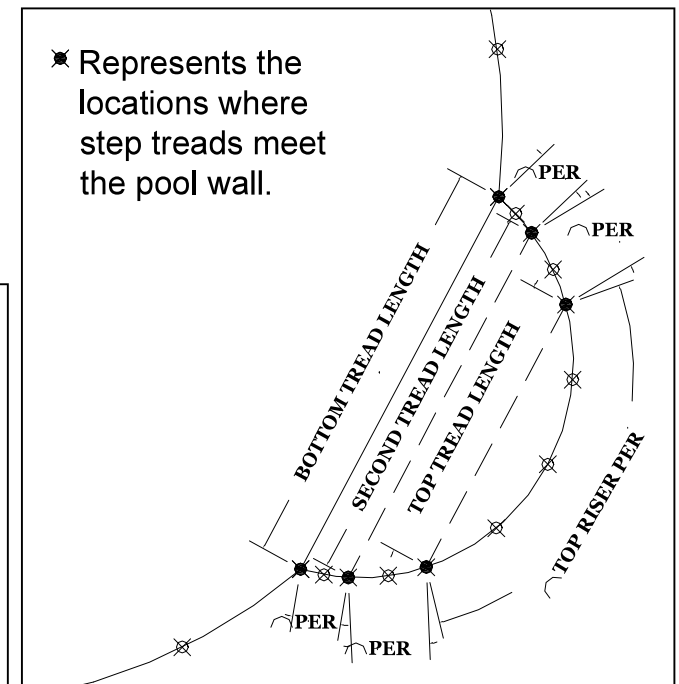 Represents the
locations where
step treads meet
the pool wall.
PER
PER
BOTTOM TREAD LENGTH
SECOND TREAD LENGTH
TOP TREAD LENGTH
TOP RISER PER
PER
PER